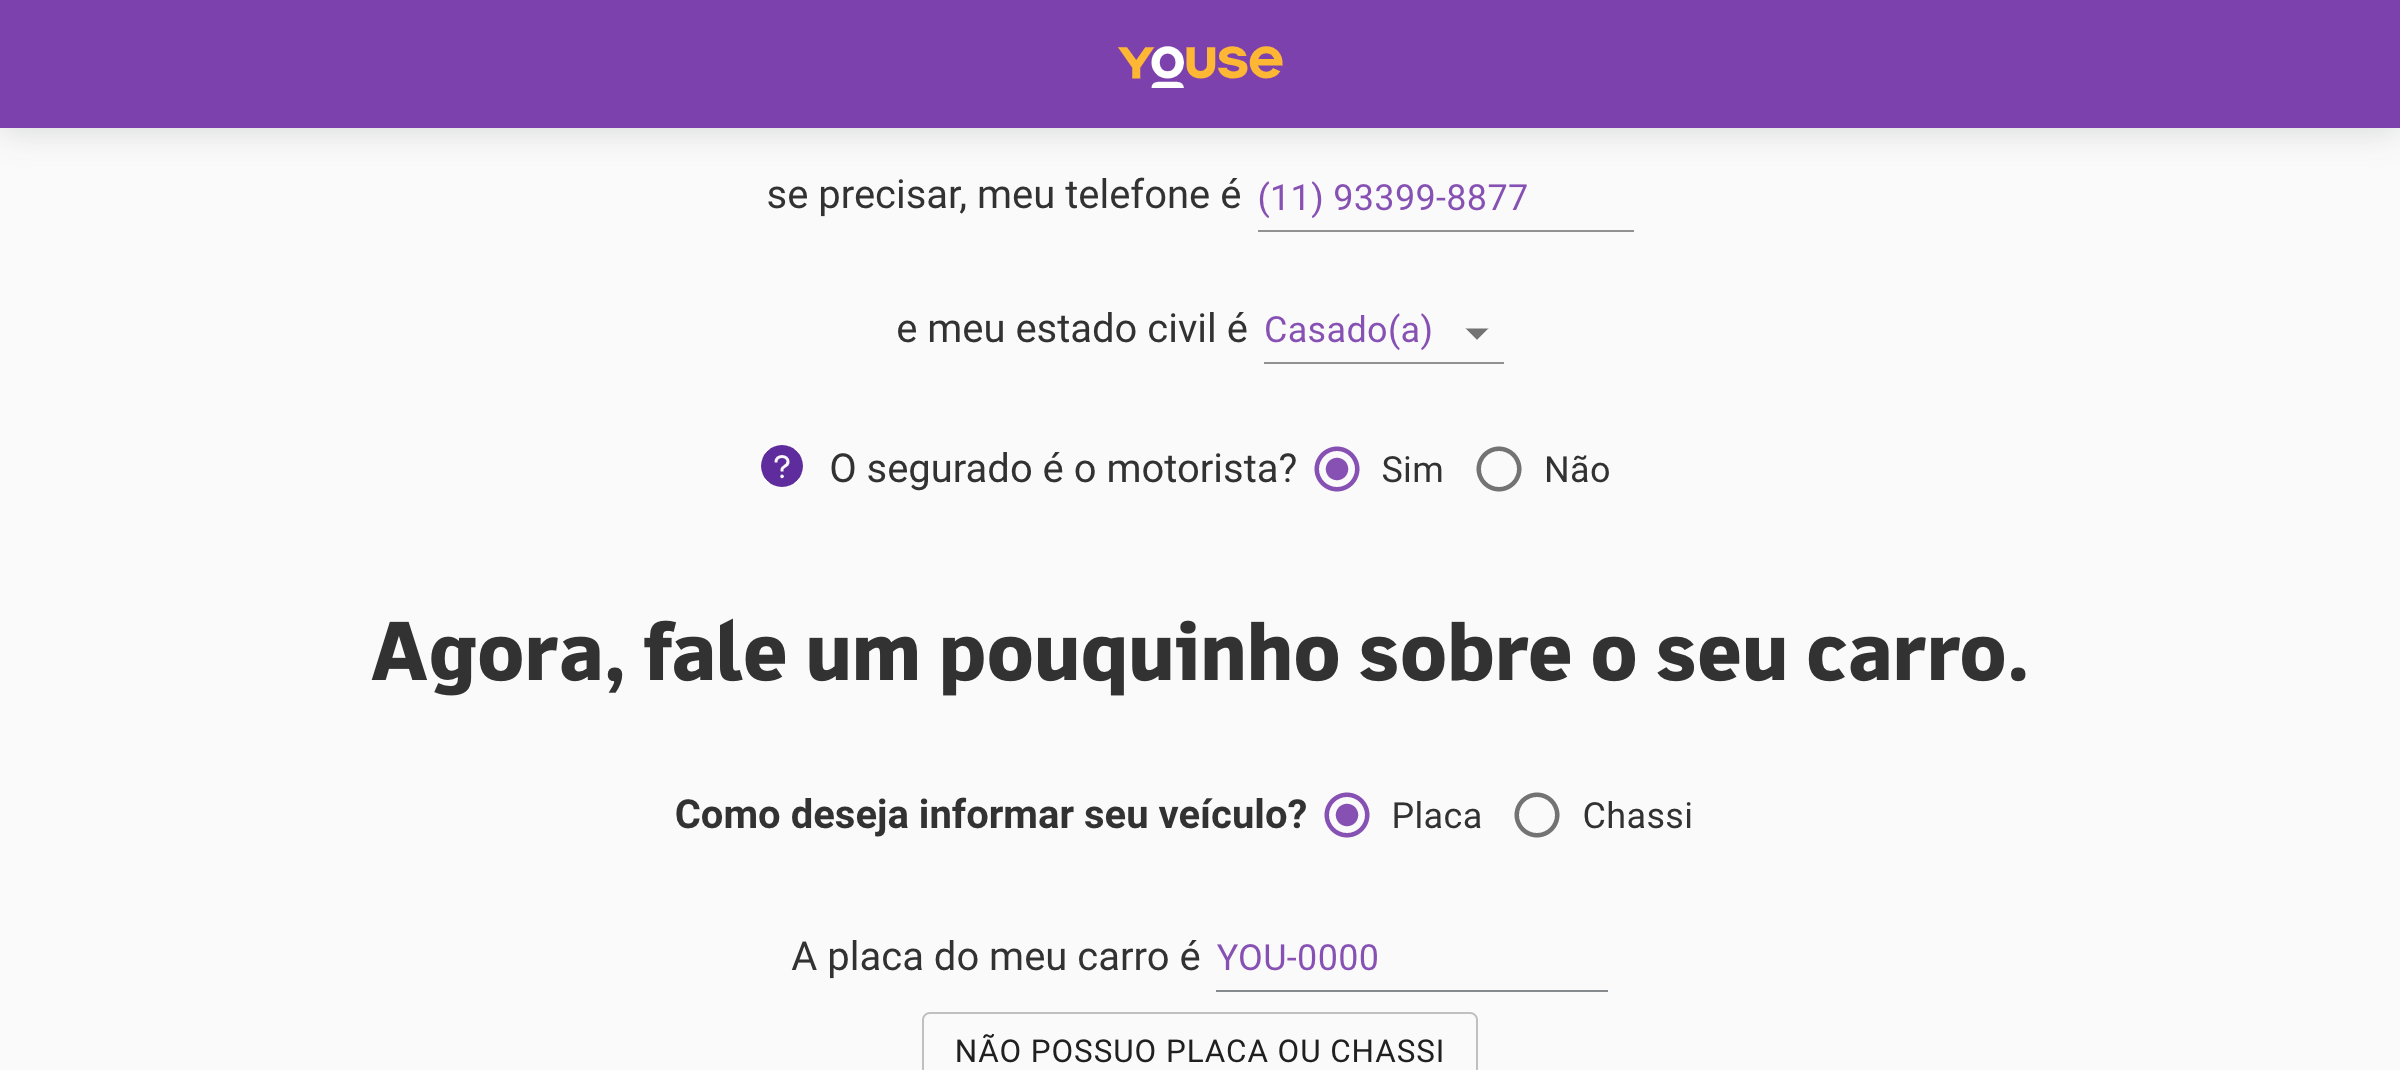 YOUSE
se precisar, meu telefone é (11) 93399-8877
e meu estado civil é Casado(a)
? O segurado é o motorista? Sim Não
Agora, fale um pouquinho sobre o seu carro.
Como deseja informar seu veículo? Placa Chassi
A placa do meu carro é YOU-0000
NÃO POSSUO PLACA OU CHASSI